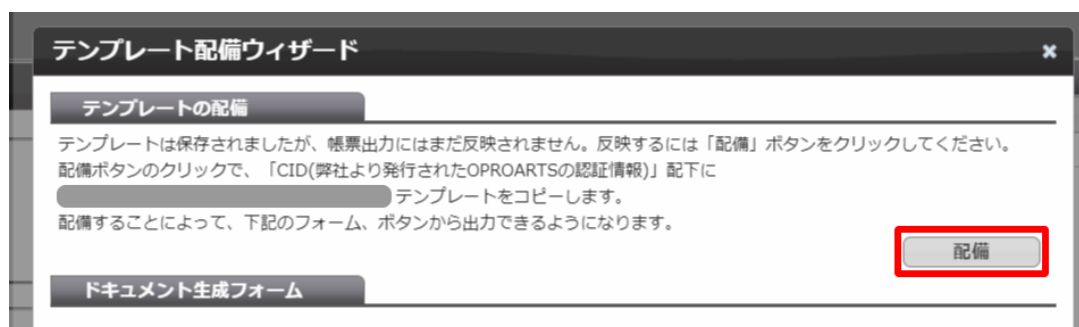 テンプレート配備ウィザード
テンプレートの配備
テンプレートは保存されましたが、帳票出力にはまだ反映されません。反映するには「配備」ボタンをクリックしてください。
配備ボタンのクリックで、「CID(弊社より発行されたOPROARTSの認証情報)」配下に
テンプレートをコピーします。
配備することによって、下記のフォーム、ボタンから出力できるようになります。
配備
ドキュメント生成フォーム